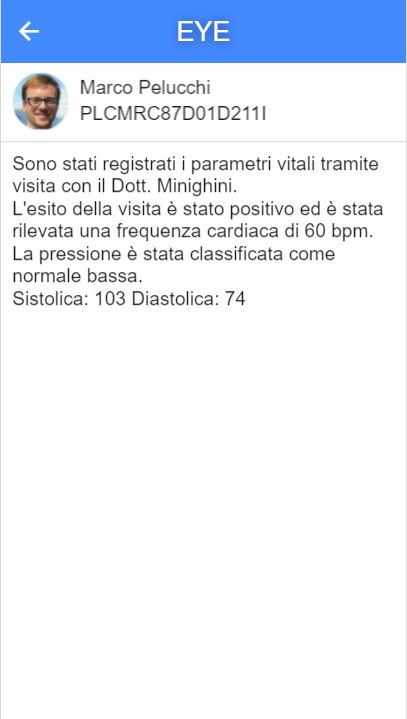 EYE
Marco Pelucchi
PLCMRC87D01D211I
Sono stati registrati i parametri vitali tramite
visita con il Dott. Minighini.
L'esito della visita è stato positivo ed è stata
rilevata una frequenza cardiaca di 60 bpm.
La pressione è stata classificata come
normale bassa.
Sistolica: 103 Diastolica: 74